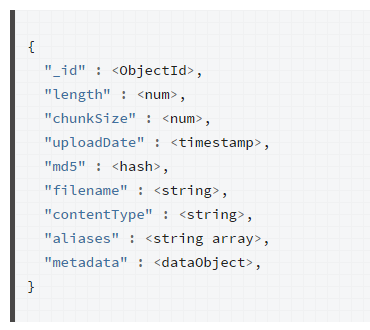 {
"_id" : <ObjectId>,
"length" : <num>,
"chunkSize" : <num>,
"uploadDate" : <timestamp>,
"md5" : <hash>,
"filename" : <string>,
"contentType" : <string>,
"aliases" : <string array>,
"metadata" : <dataObject>,
}